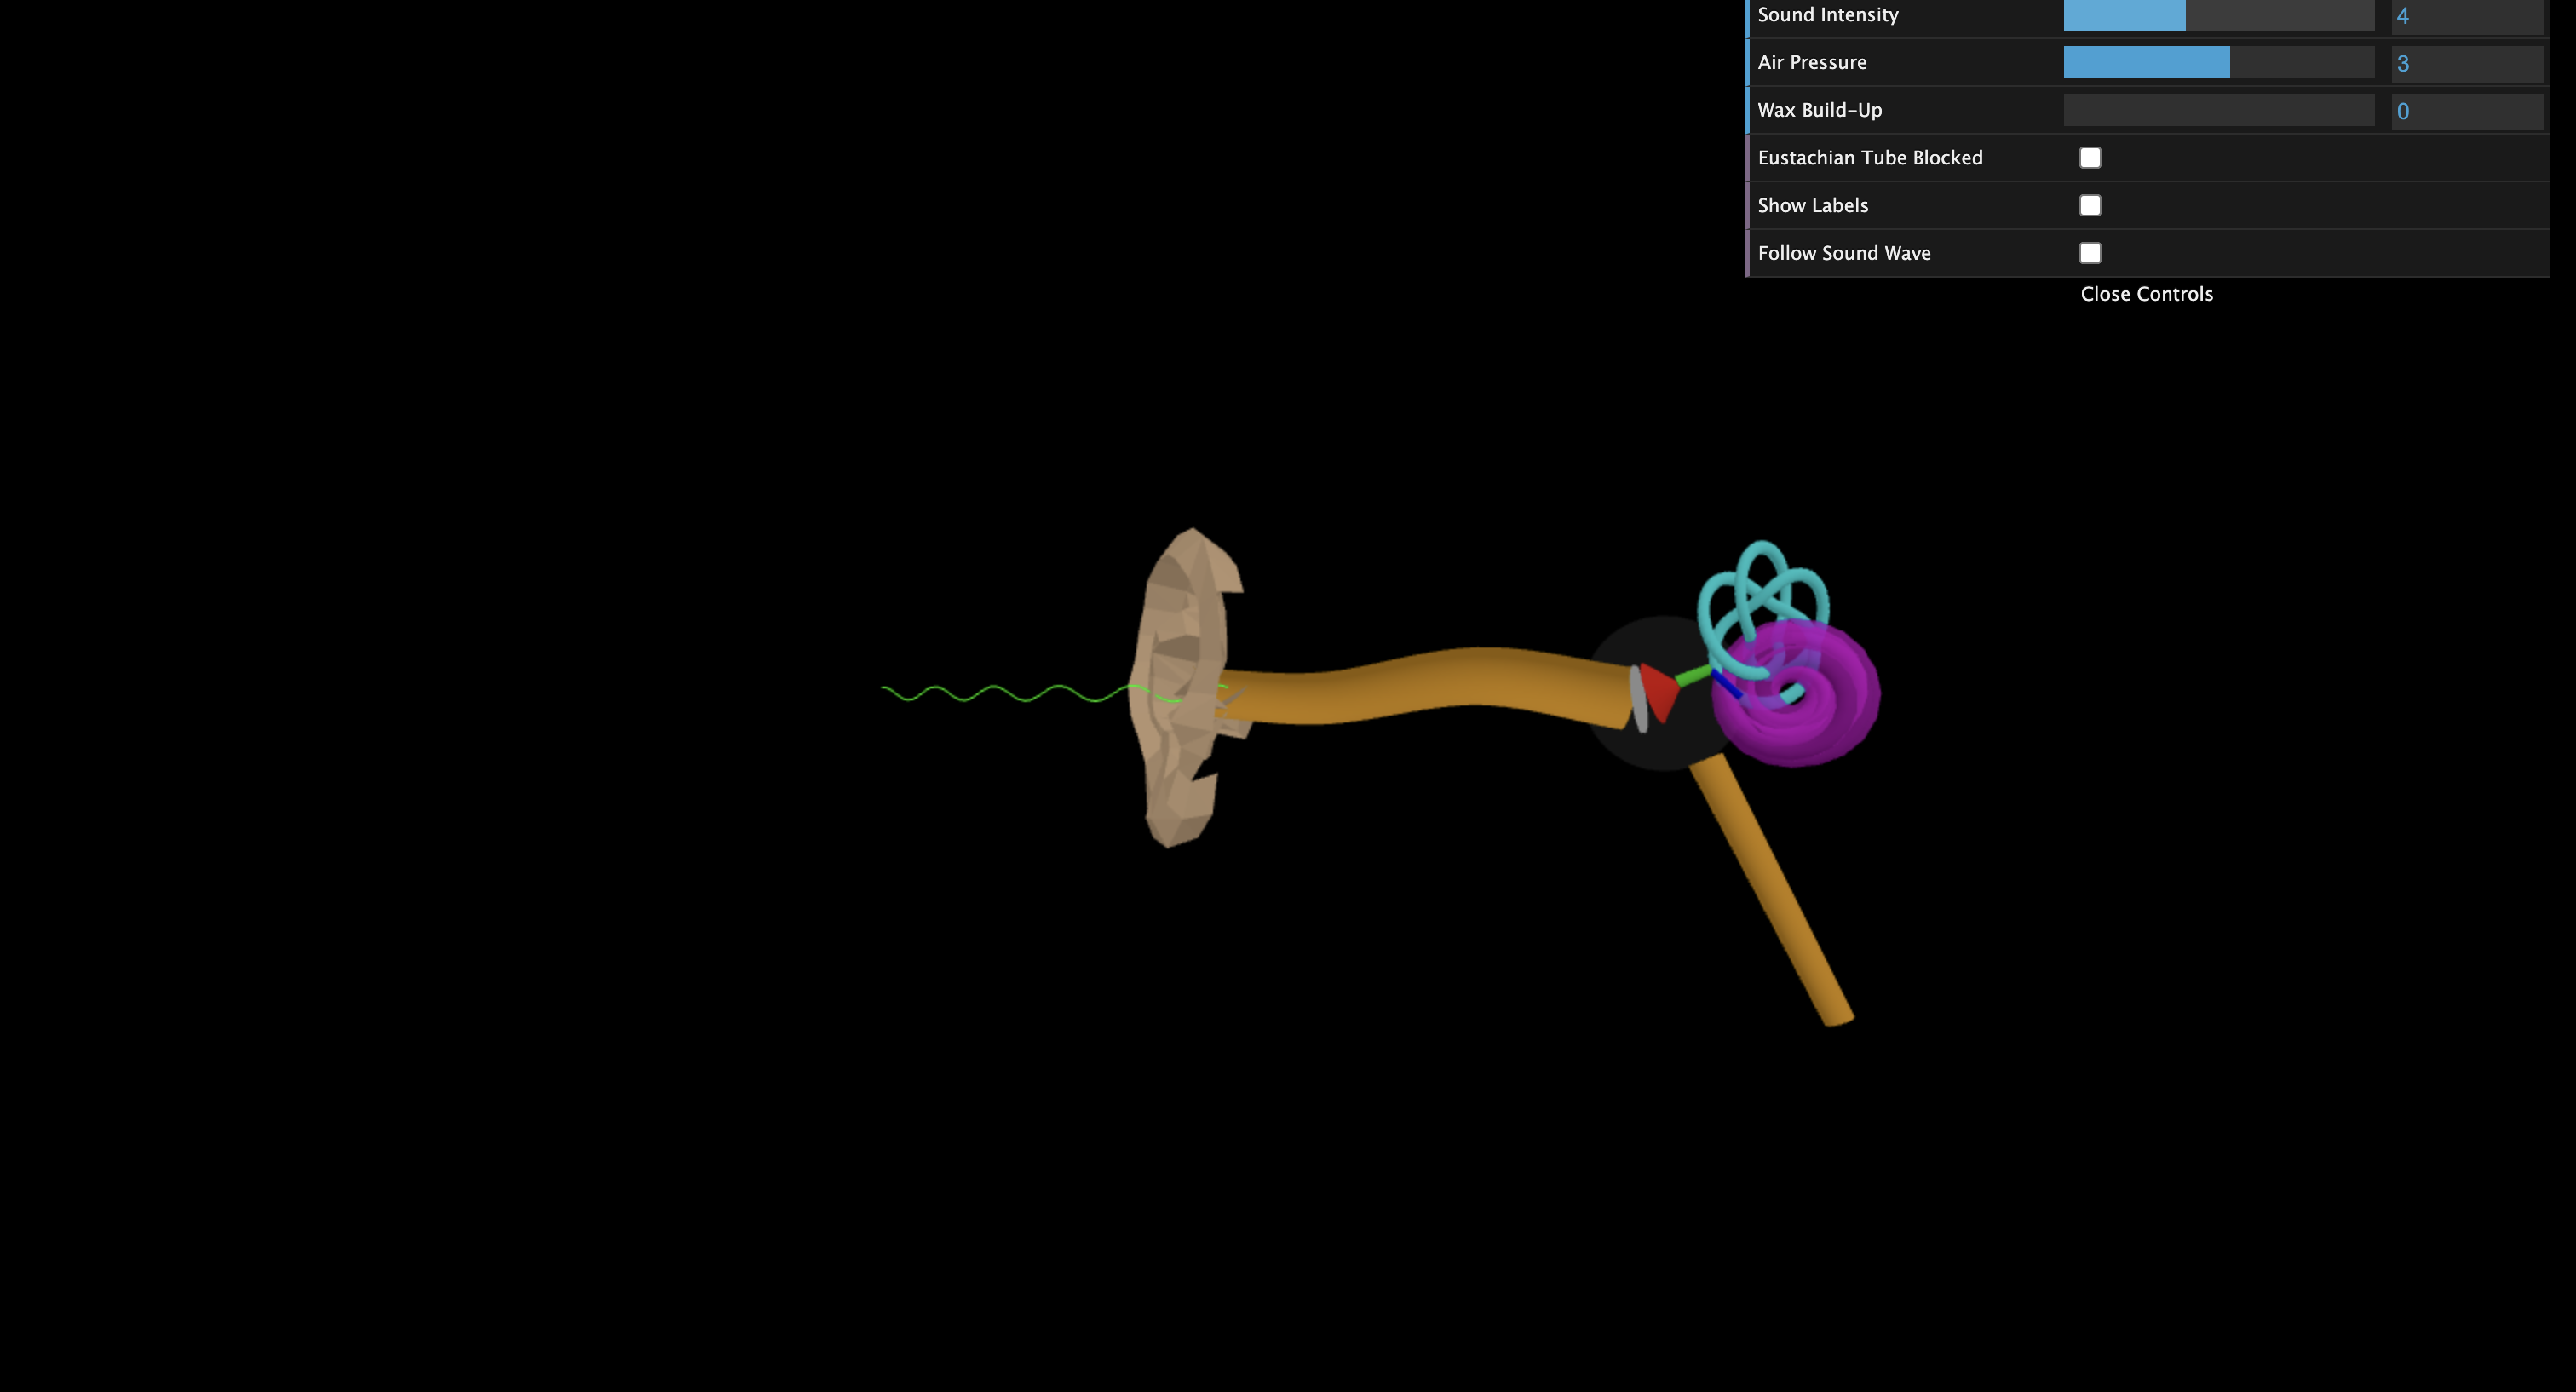 Sound Intensity 4
Air Pressure 3
Wax Build-Up 0
Eustachian Tube Blocked
Show Labels
Follow Sound Wave
Close Controls